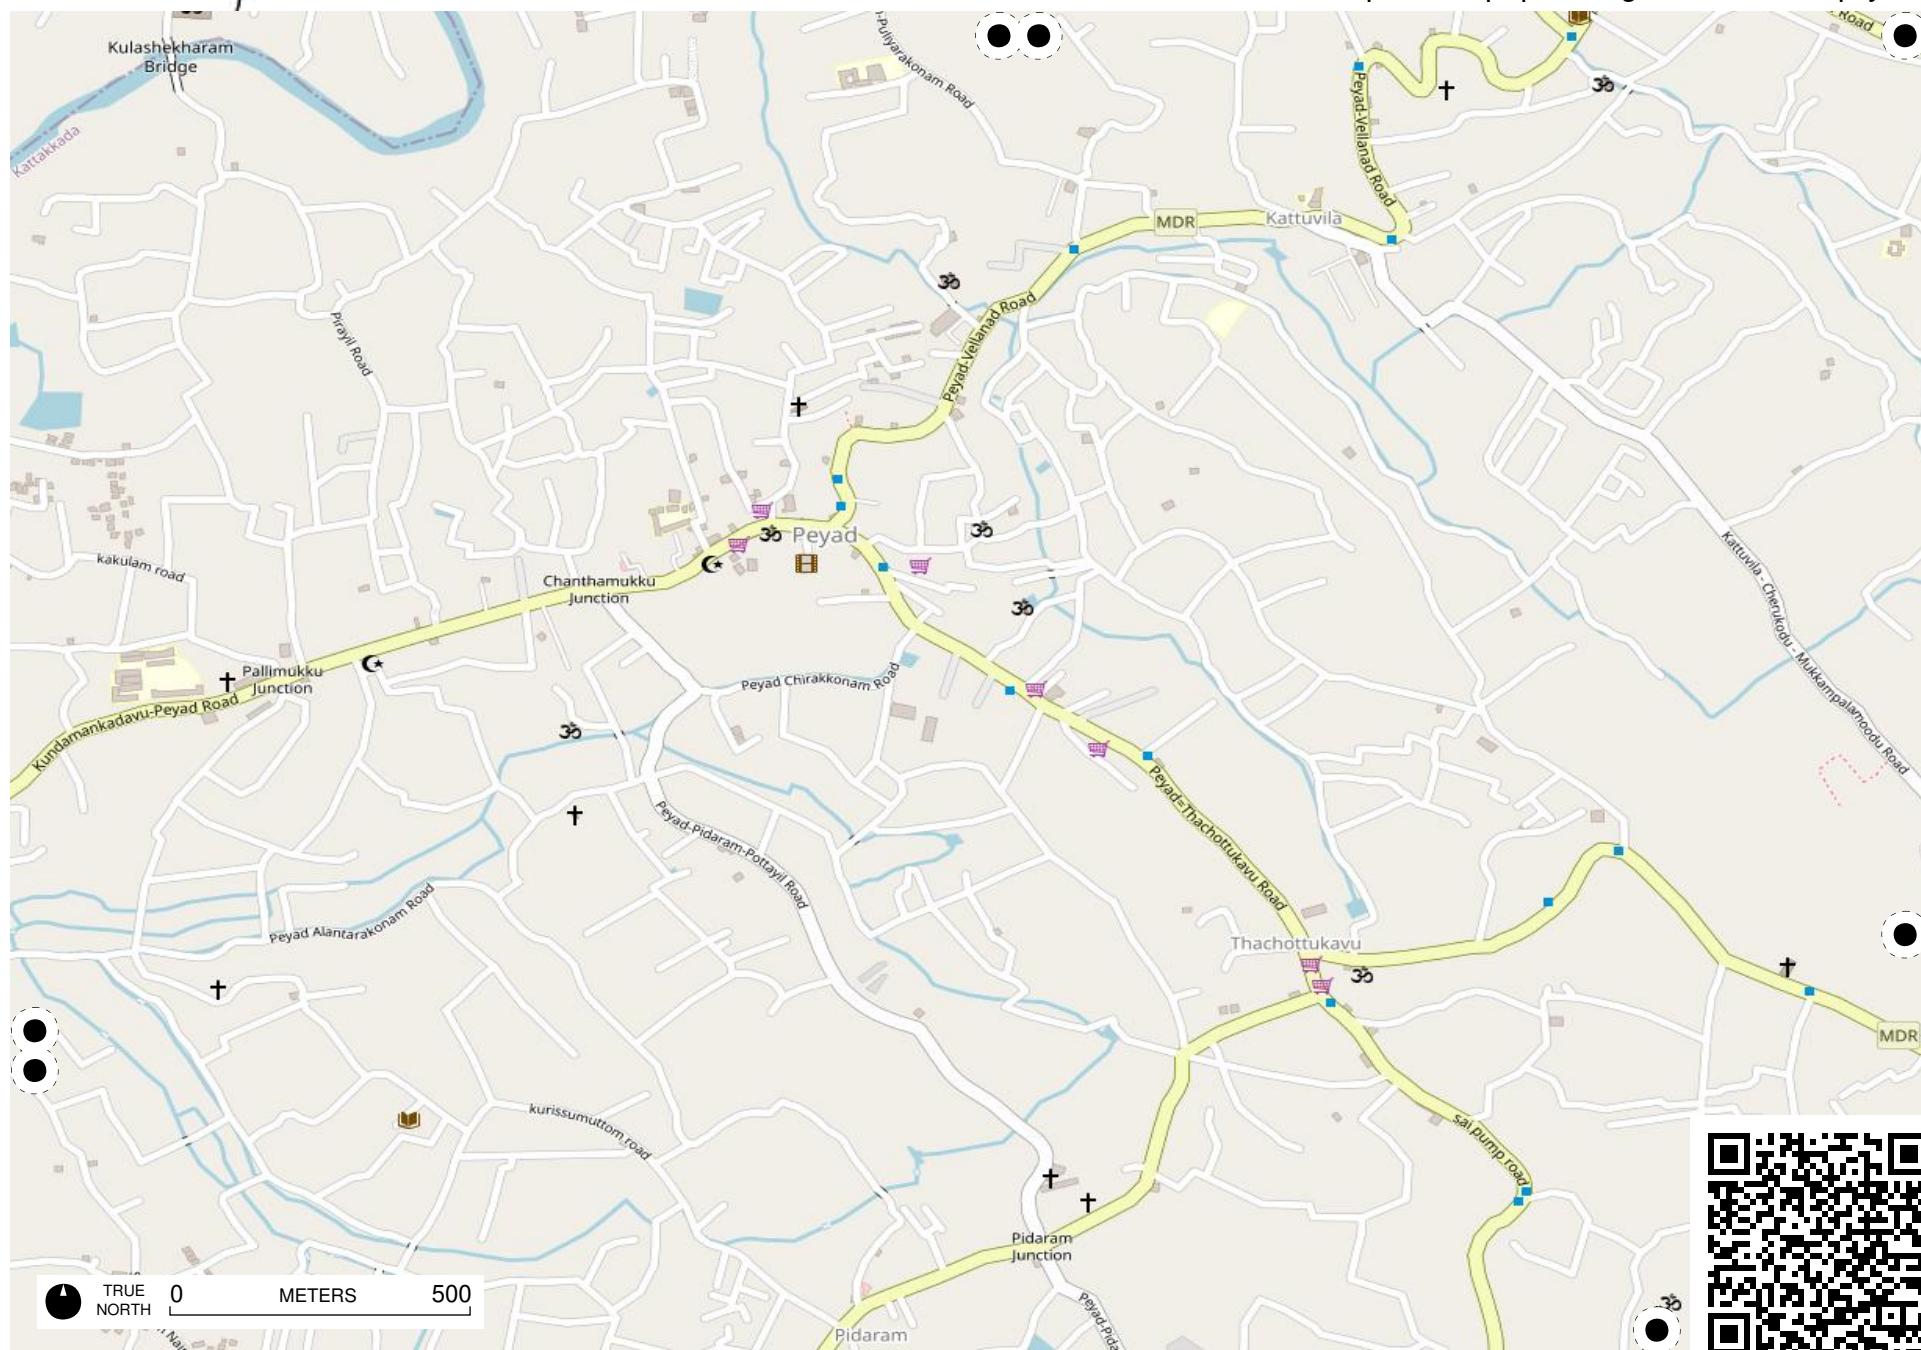 Kulashekharam
Bridge
Kattakkada
-Puliyarakonam Road
Road
Peyad-Vellanad Road
MDR
Kattuvila
Pirayil Road
Peyad-Vellanad Road
Peyad
kakulam road
Chanthamukku
Junction
Kattuvila - Cherukodu - Mukkampalamoodu Road
Pallimukku
Junction
Peyad Chirakkonam Road
Kundamankadavu-Peyad Road
Peyad=Thachottukavu Road
Peyad-Pidaram-Pottayil Road
Peyad Alantarakonam Road
Thachottukavu
MDR
kurissumuttom road
sai pump road
Pidaram
Junction
TRUE
NORTH
0 METERS 500
Peyad-Pida
Pidaram